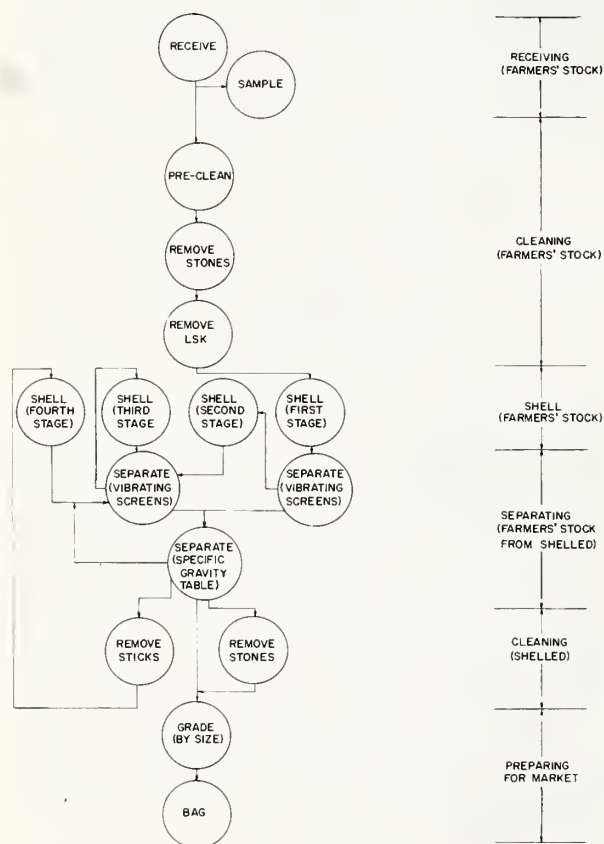 RECEIVE
SAMPLE
PRE-CLEAN
REMOVE
STONES
REMOVE
LSK
SHELL
(FOURTH
STAGE)
SHELL
(THIRD
STAGE
SHELL
(SECOND
STAGE)
SHELL
(FIRST
STAGE)
SEPARATE
(VIBRATING
SCREENS)
SEPARATE
(VIBRATING
SCREENS)
SEPARATE
(SPECIFIC
GRAVITY
TABLE)
REMOVE
STICKS
REMOVE
STONES
GRADE
(BY SIZE)
BAG
RECEIVING
(FARMERS' STOCK)
CLEANING
(FARMERS' STOCK)
SHELL
(FARMERS' STOCK)
SEPARATING
(FARMERS' STOCK
FROM SHELLED)
CLEANING
(SHELLED)
PREPARING
FOR MARKET